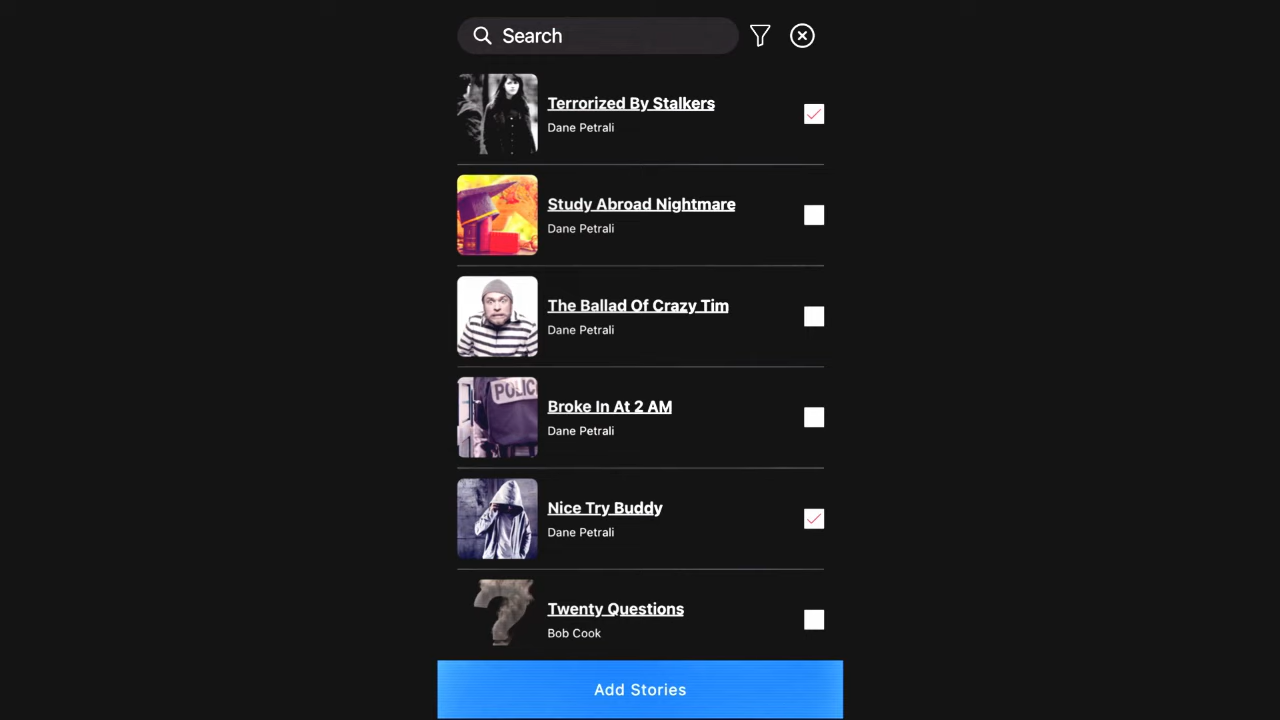 Search
Terrorized By Stalkers
Dane Petrali
Study Abroad Nightmare
Dane Petrali
The Ballad Of Crazy Tim
Dane Petrali
POLIC
Broke In At 2 AM
Dane Petrali
Nice Try Buddy
Dane Petrali
?
Twenty Questions
Bob Cook
Add Stories